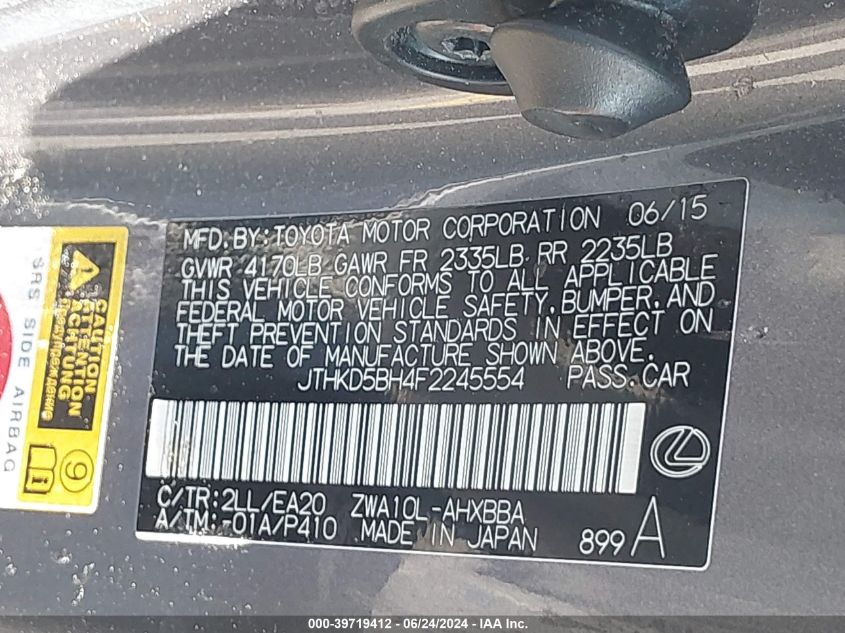 MFD.BY:TOYOTA MOTOR CORPORATION 06/15
GVWR 4170LB GAWR FR 2335LB RR 2235LB
THIS VEHICLE CONFORMS TO ALL APPLICABLE
FEDERAL MOTOR VEHICLE SAFETY,BUMPER,AND
THEFT PREVENTION STANDARDS IN EFFECT ON
THE DATE OF MANUFACTURE SHOWN ABOVE.
JTHKD5BH4F2245554 PASS.CAR
C/TR:2LL/EA20 ZWA10L-AHXBBA
A/TM:-01A/P410 MADE IN JAPAN 899A
CAUTION
ATTENTION
ACHTUNG
Предупреждение
SRS SIDE AIRBAG
9
000-39719412 - 06/24/2024 - IAA Inc.